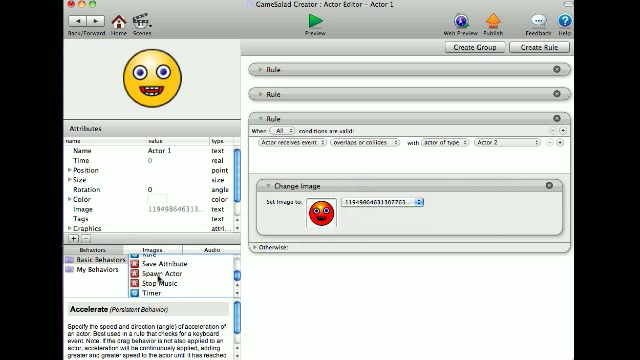 GameSalad Creator : Actor Editor - Actor 1
Back/Forward Home Scenes Preview Web Preview Publish Feedback Help
Create Group Create Rule
Rule
Rule
Rule
When All conditions are valid:
Actor receives event overlaps or collides with actor of type Actor 2
Change Image
Set Image to: 11949864631307763...
Otherwise:
Attributes
name value type
Name Actor 1 text
Time 0 real
Position point
Size size
Rotation 0 angle
Color color
Image 119498646313... text
Tags text
Graphics attri...
Behaviors Images Audio
Basic Behaviors
My Behaviors
Rule
Save Attribute
Spawn Actor
Stop Music
Timer
Accelerate (Persistent Behavior)
Specify the speed and direction (angle) of acceleration of
an actor. Best used in a rule that checks for a keyboard
event. Note: If the drag behavior is not also applied to an
actor, acceleration will be continually applied, adding
greater and greater speed to the actor until it has reached